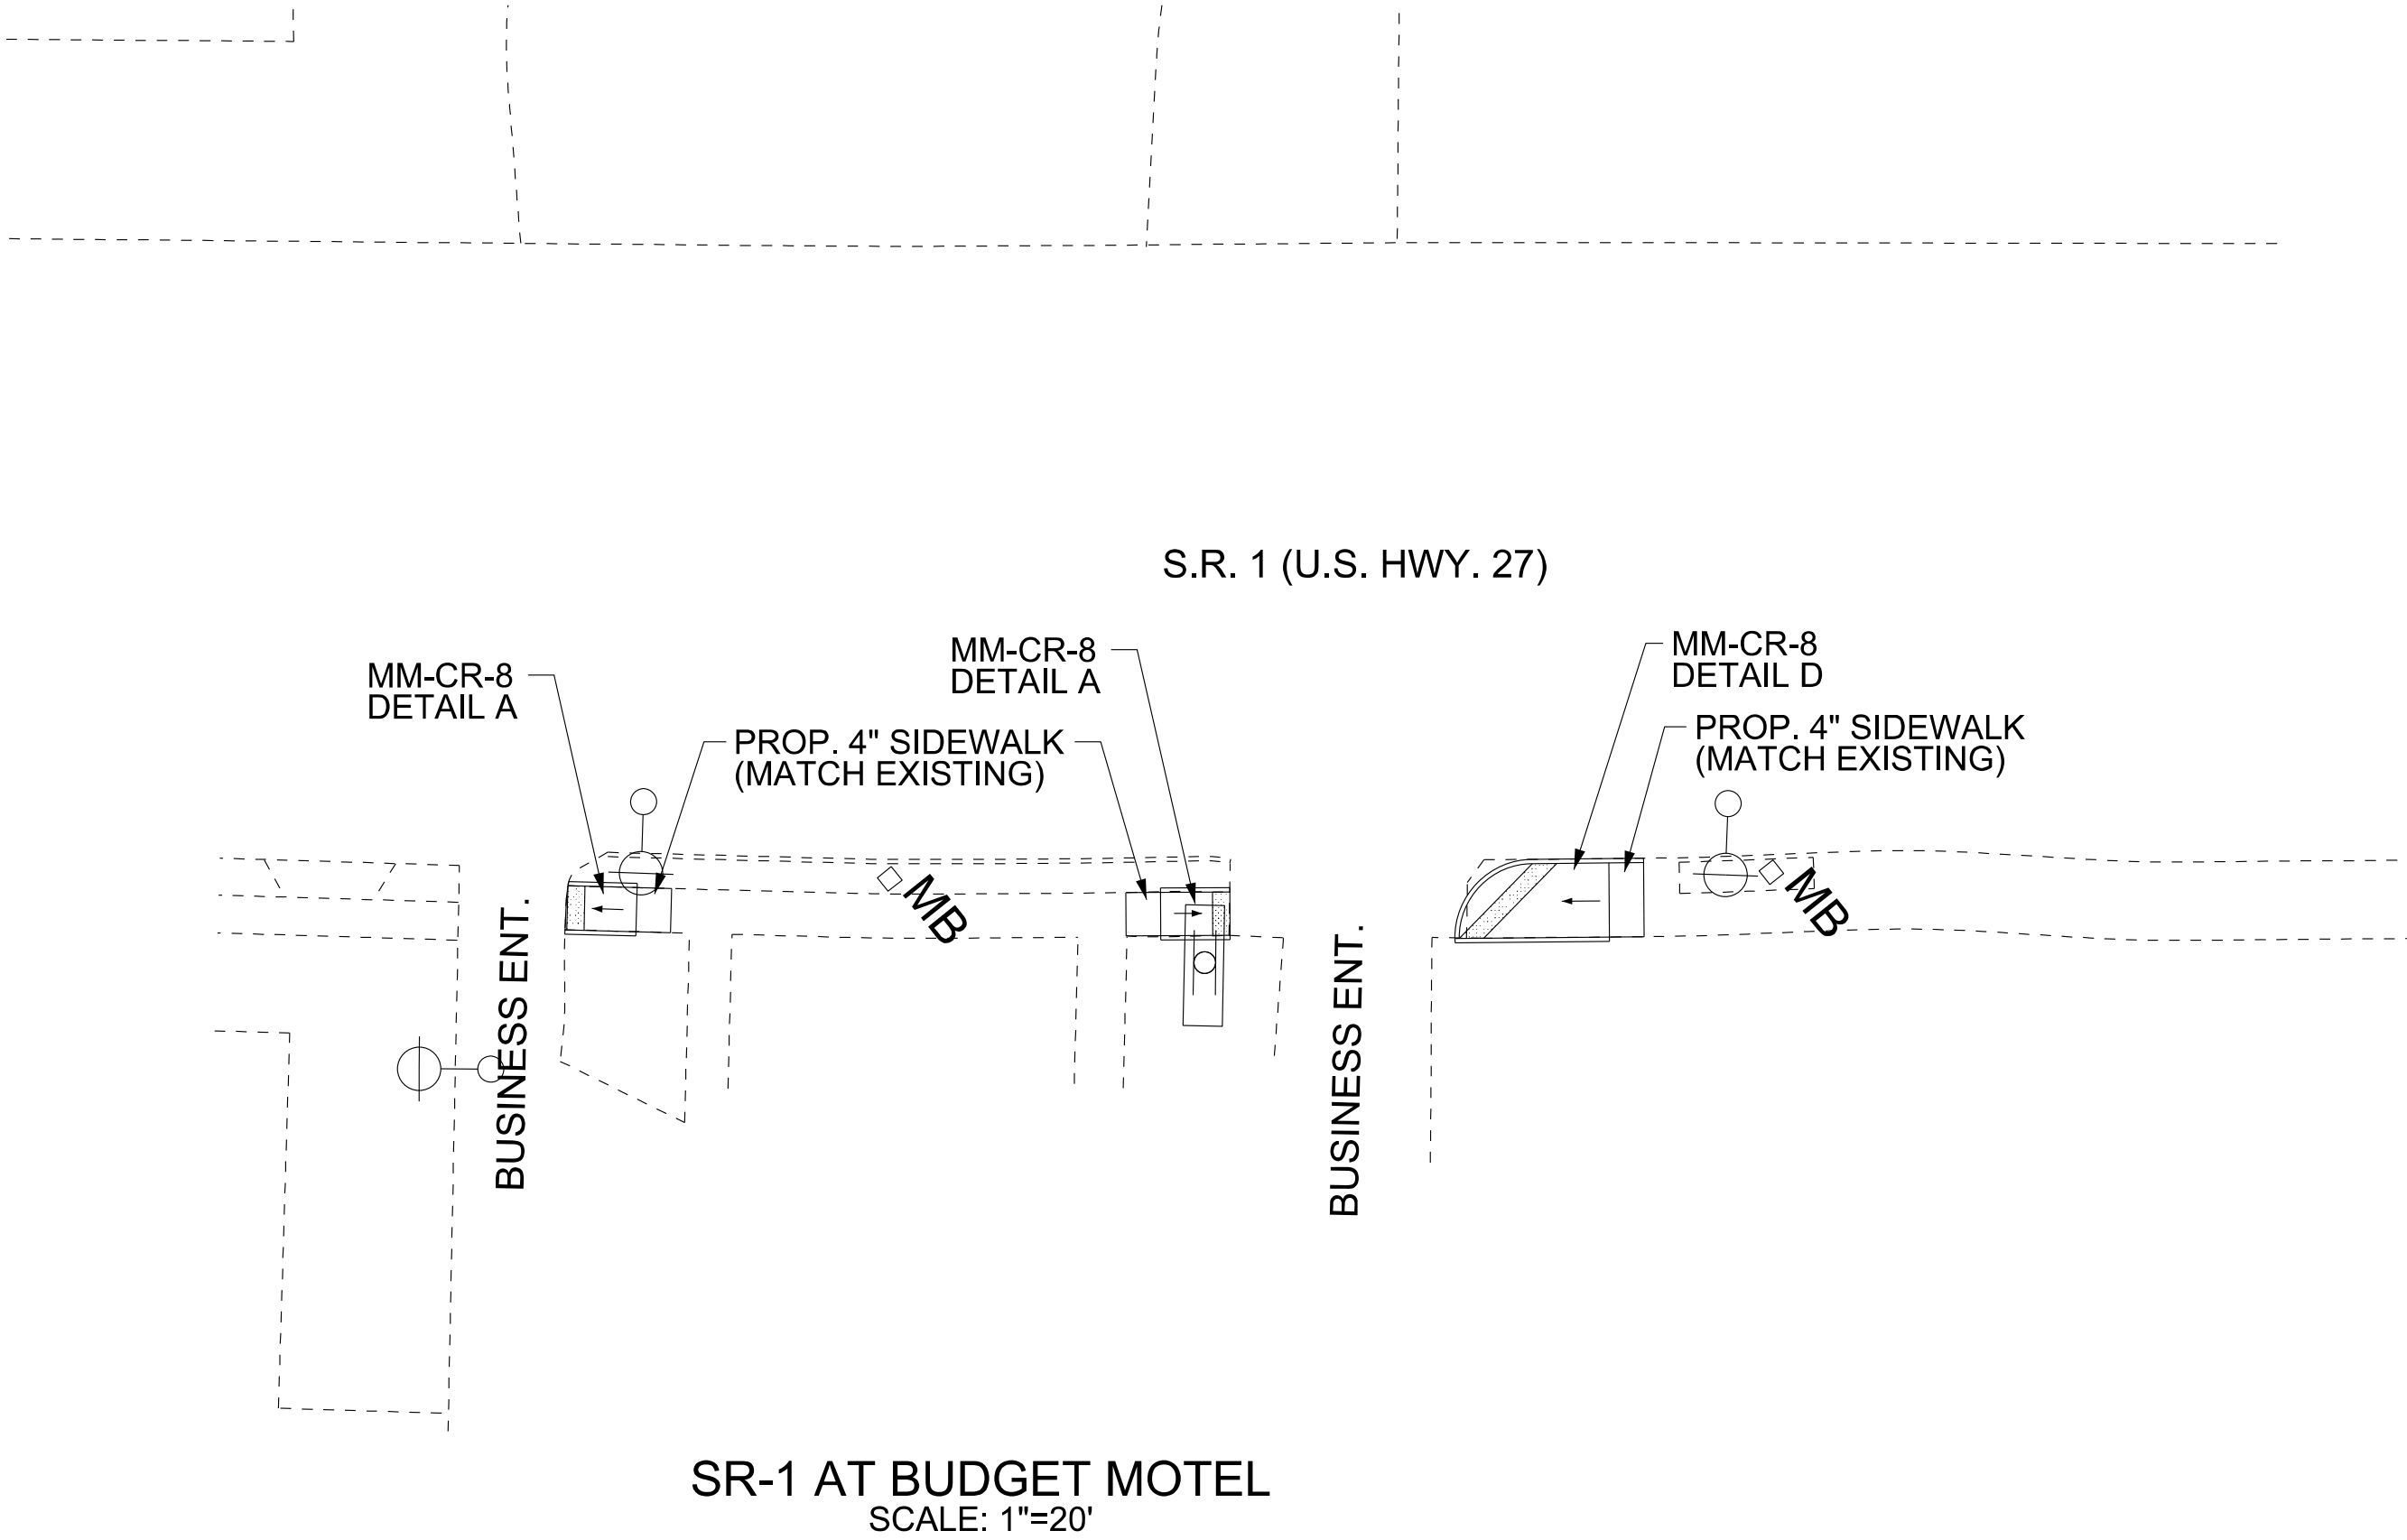 S.R. 1 (U.S. HWY. 27)
MM-CR-8
DETAIL A
MM-CR-8
DETAIL A
MM-CR-8
DETAIL D
PROP. 4" SIDEWALK
(MATCH EXISTING)
PROP. 4" SIDEWALK
(MATCH EXISTING)
MB
MB
BUSINESS ENT.
BUSINESS ENT.
SR-1 AT BUDGET MOTEL
SCALE: 1"=20'